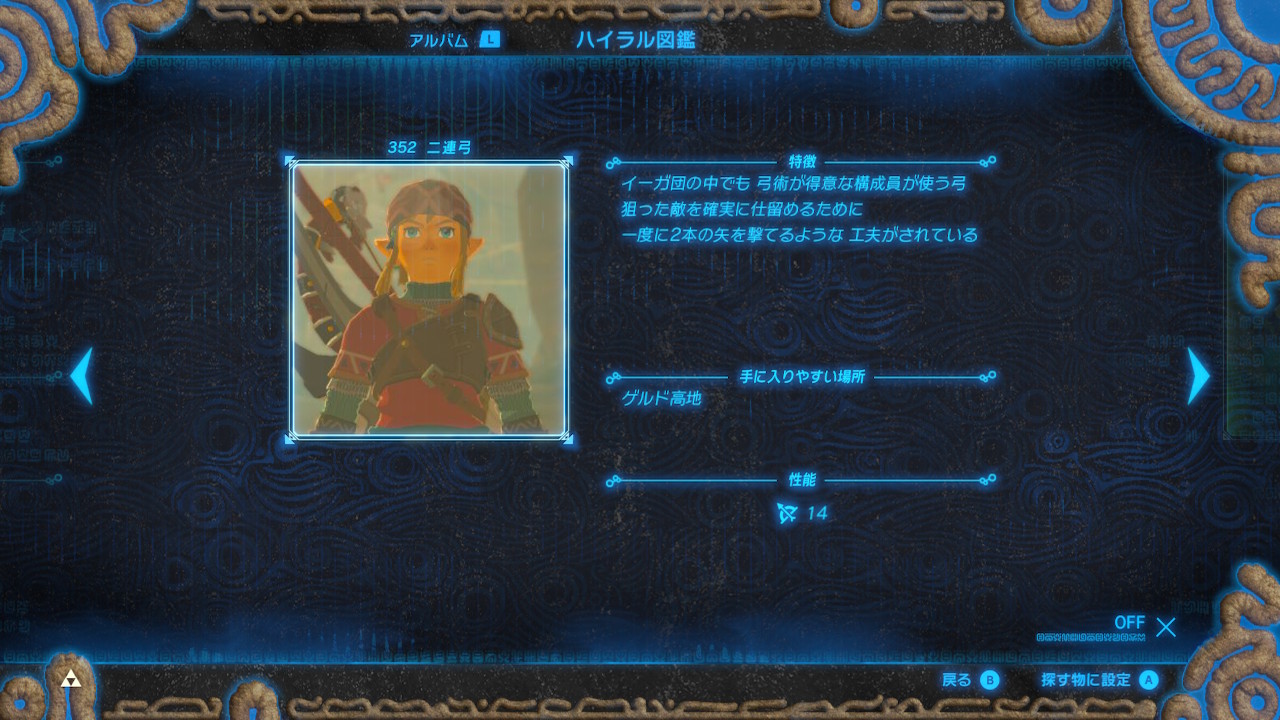 アルバム L
ハイラル図鑑
352 二連弓
特徴
イーガ団の中でも 弓術が得意な構成員が使う弓
狙った敵を確実に仕留めるために
一度に2本の矢を撃てるような 工夫がされている
手に入りやすい場所
ゲルド高地
性能
14
OFF
戻る B
探す物に設定 A